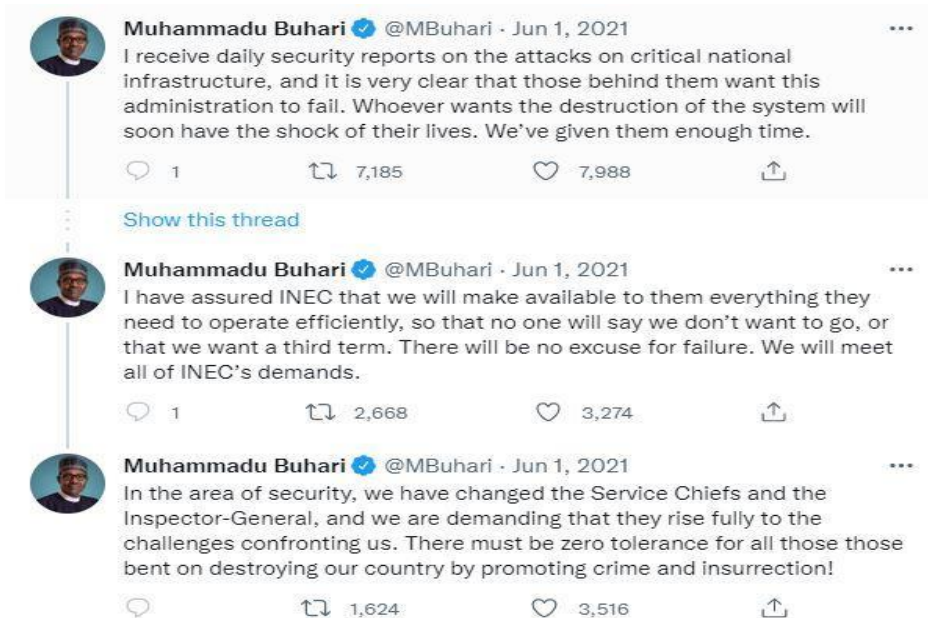 Muhammadu Buhari @MBuhari · Jun 1, 2021
I receive daily security reports on the attacks on critical national
infrastructure, and it is very clear that those behind them want this
administration to fail. Whoever wants the destruction of the system will
soon have the shock of their lives. We’ve given them enough time.
1 7,185 7,988
Show this thread
Muhammadu Buhari @MBuhari · Jun 1, 2021
I have assured INEC that we will make available to them everything they
need to operate efficiently, so that no one will say we don’t want to go, or
that we want a third term. There will be no excuse for failure. We will meet
all of INEC’s demands.
1 2,668 3,274
Muhammadu Buhari @MBuhari · Jun 1, 2021
In the area of security, we have changed the Service Chiefs and the
Inspector-General, and we are demanding that they rise fully to the
challenges confronting us. There must be zero tolerance for all those those
bent on destroying our country by promoting crime and insurrection!
1,624 3,516